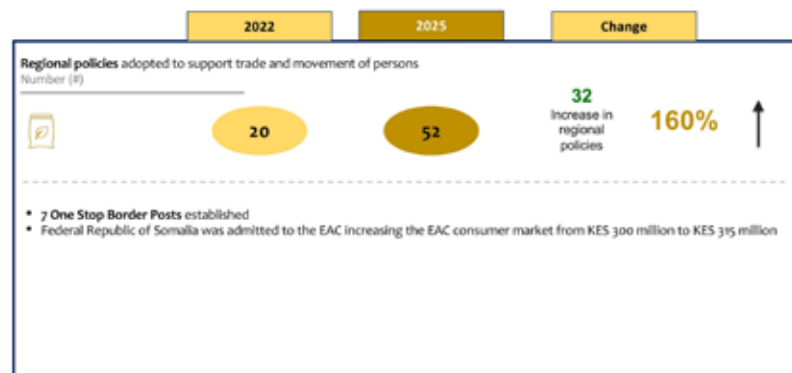 2022 2025 Change
Regional policies adopted to support trade and movement of persons
Number (#)
20 52 32 160%
Increase in
regional
policies
* 7 One Stop Border Posts established
* Federal Republic of Somalia was admitted to the EAC increasing the EAC consumer market from KES 300 million to KES 315 million